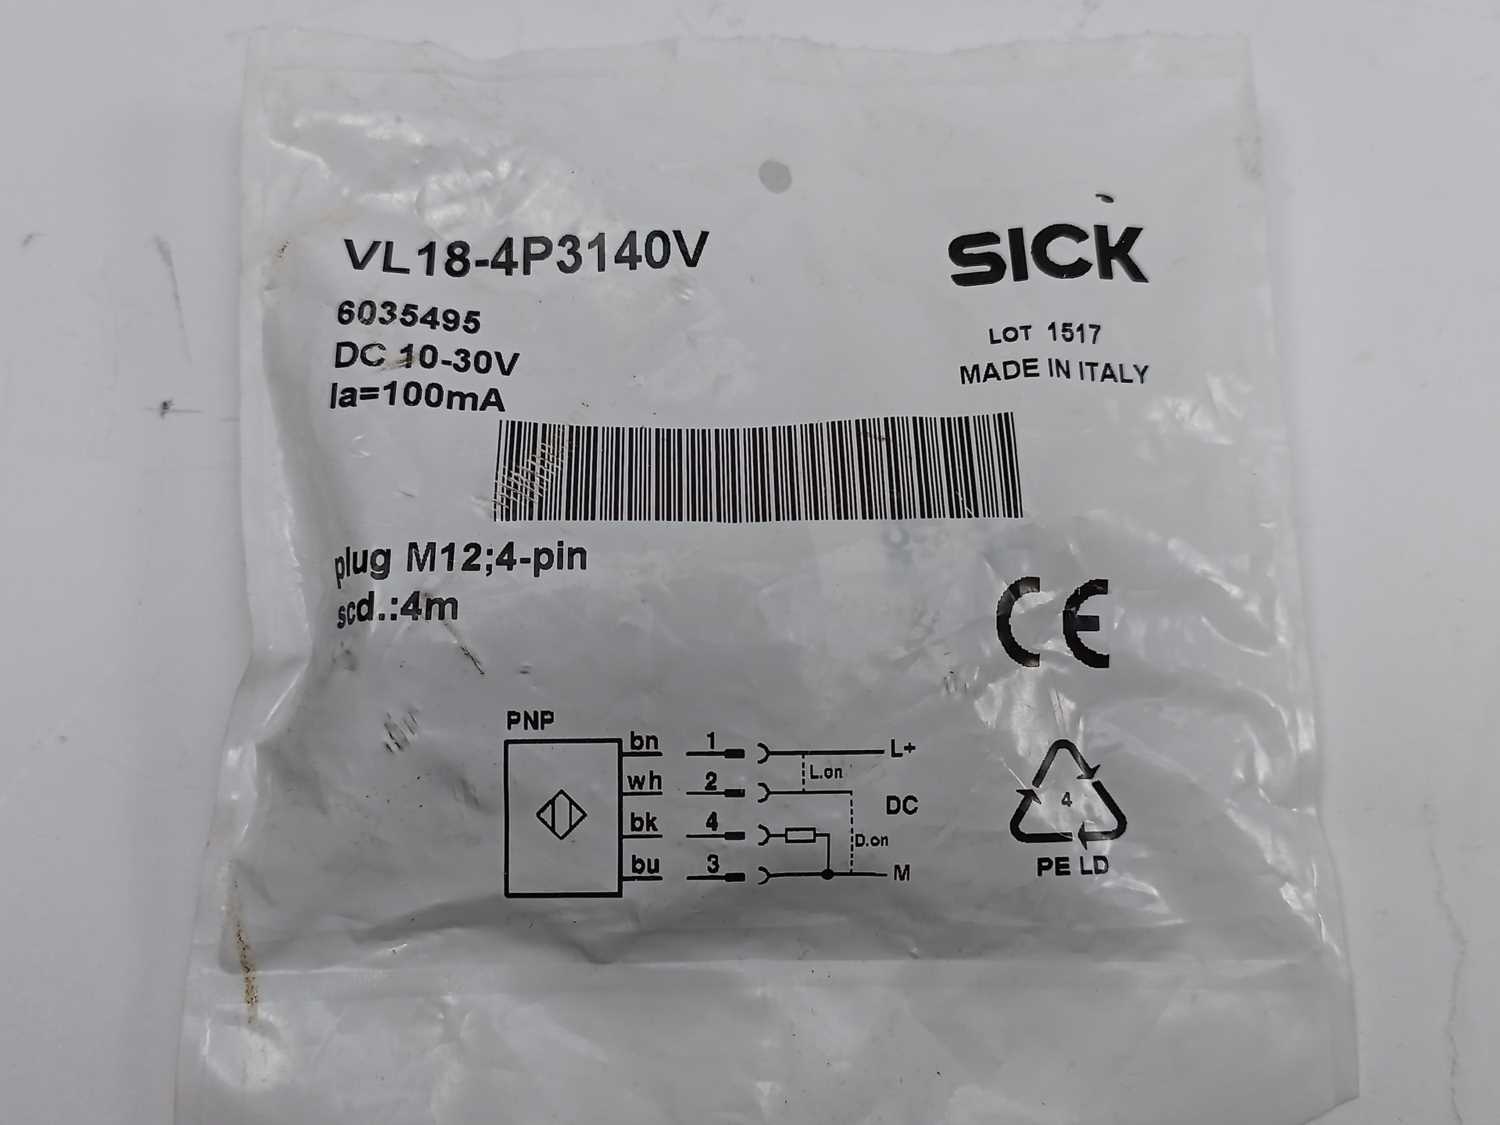 VL18-4P3140V
SICK
6035495
LOT 1517
DC 10-30V
MADE IN ITALY
Ia=100mA
plug M12;4-pin
scd.:4m
CE
PNP
bn 1 L+
L.on
wh 2
DC
bk 4
D.on
bu 3 M
4
PE LD